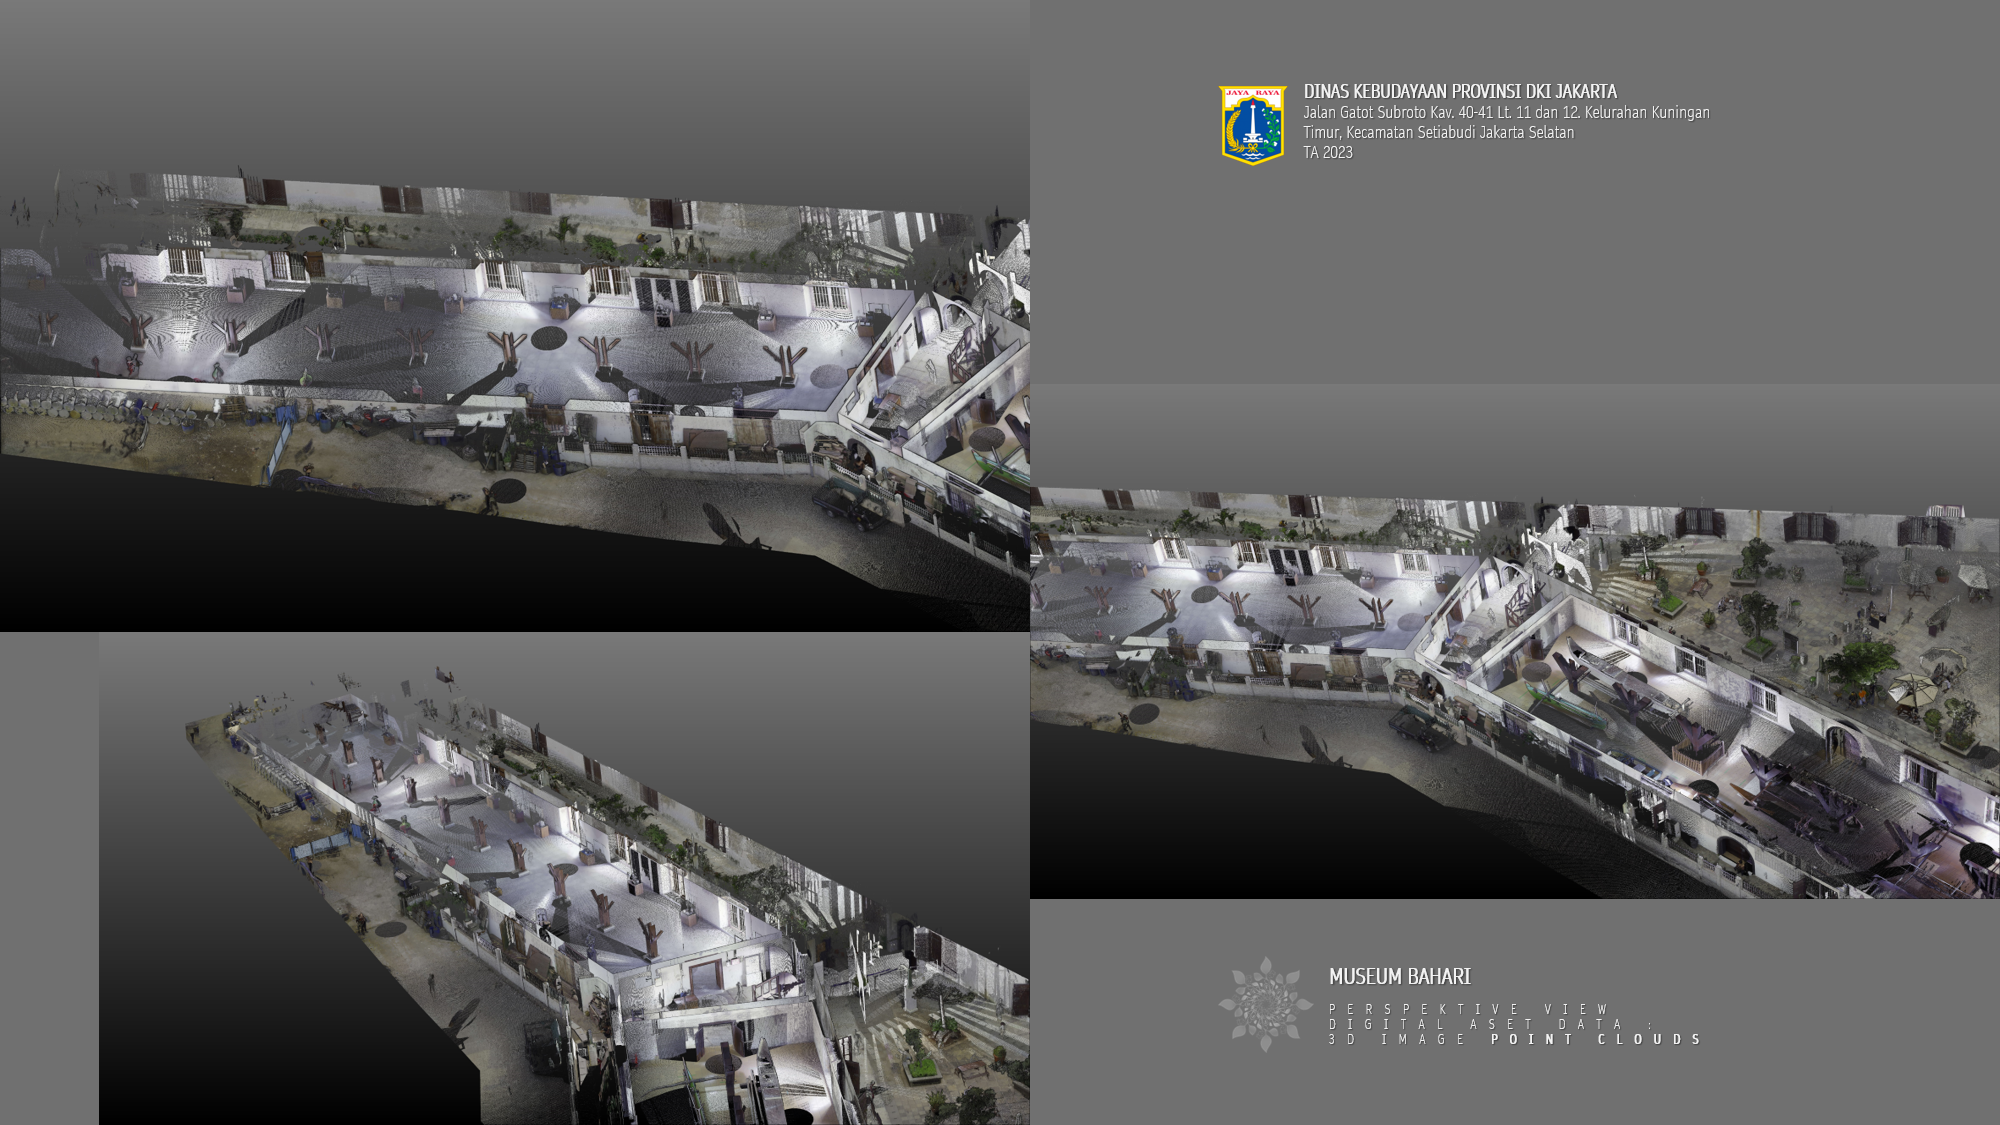 JAYA RAYA
DINAS KEBUDAYAAN PROVINSI DKI JAKARTA
Jalan Gatot Subroto Kav. 40-41 Lt. 11 dan 12. Kelurahan Kuningan
Timur, Kecamatan Setiabudi Jakarta Selatan
TA 2023
MUSEUM BAHARI
PERSPEKTIVE VIEW
DIGITAL ASET DATA :
3D IMAGE POINT CLOUDS